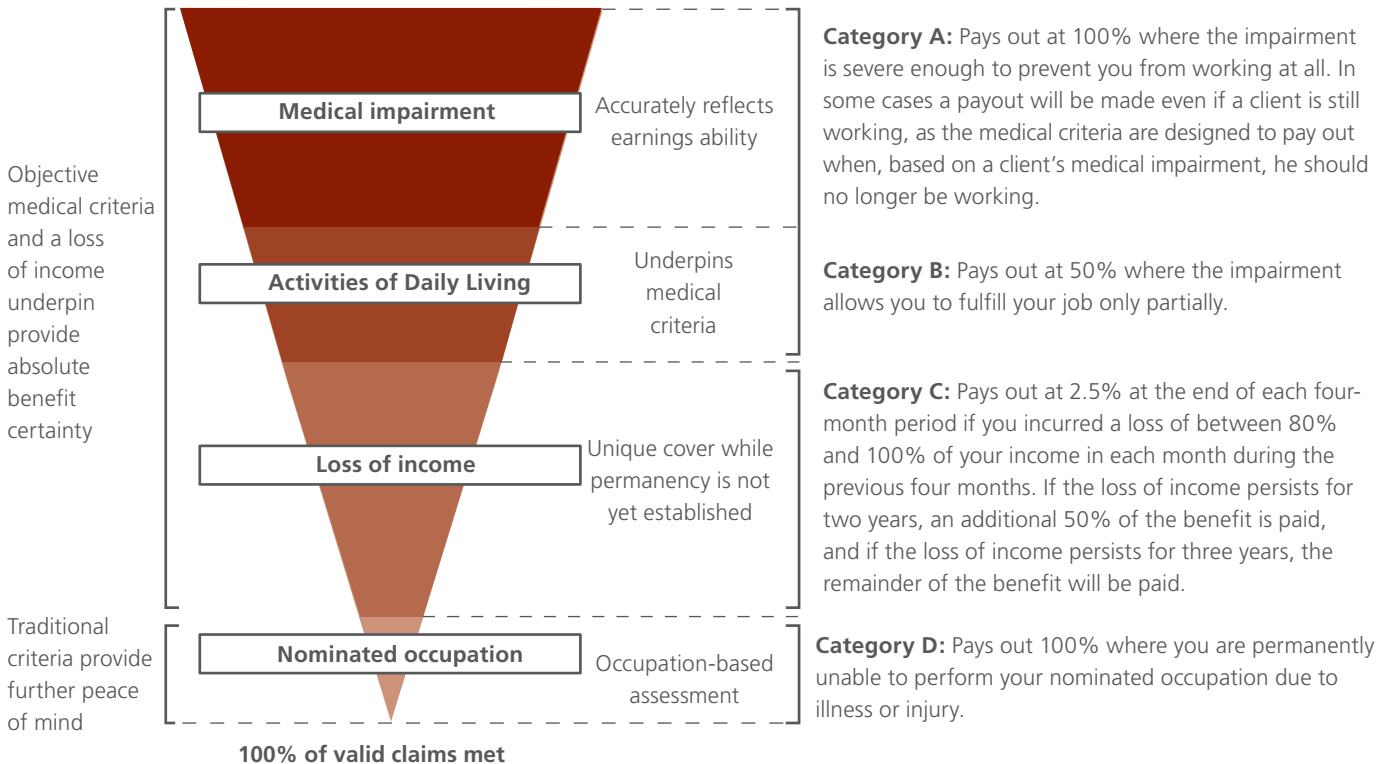 Objective
medical criteria
and a loss
of income
underpin
provide
absolute
benefit
certainty
Traditional
criteria provide
further peace
of mind
Medical impairment
Activities of Daily Living
Loss of income
Nominated occupation
100% of valid claims met
Accurately reflects
earnings ability
Underpins
medical
criteria
Unique cover while
permanency is not
yet established
Occupation-based
assessment
Category A: Pays out at 100% where the impairment
is severe enough to prevent you from working at all. In
some cases a payout will be made even if a client is still
working, as the medical criteria are designed to pay out
when, based on a client’s medical impairment, he should
no longer be working.
Category B: Pays out at 50% where the impairment
allows you to fulfill your job only partially.
Category C: Pays out at 2.5% at the end of each four-
month period if you incurred a loss of between 80%
and 100% of your income in each month during the
previous four months. If the loss of income persists for
two years, an additional 50% of the benefit is paid,
and if the loss of income persists for three years, the
remainder of the benefit will be paid.
Category D: Pays out 100% where you are permanently
unable to perform your nominated occupation due to
illness or injury.